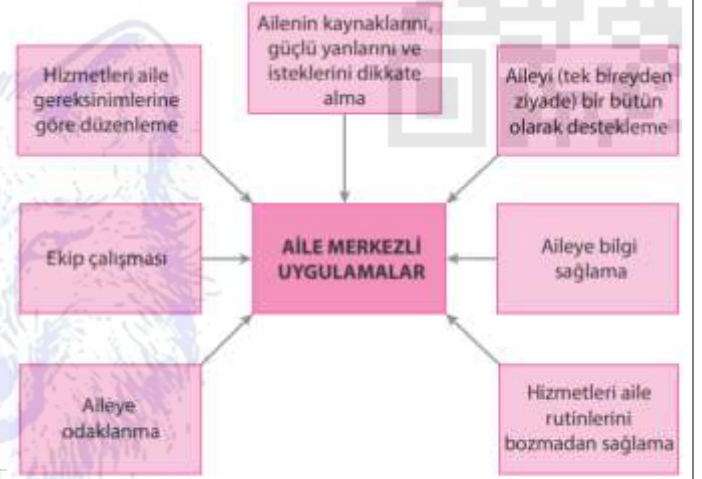 Ailenin kaynaklarını,
güçlü yanlarını ve
isteklerini dikkate
alma
Hizmetleri aile
gereksinimlerine
göre düzenleme
Aileyi (tek bireyden
ziyade) bir bütün
olarak destekleme
Ekip çalışması
AİLE MERKEZLİ
UYGULAMALAR
Aileye bilgi
sağlama
Aileye
odaklanma
Hizmetleri aile
rutinlerini
bozmadan sağlama